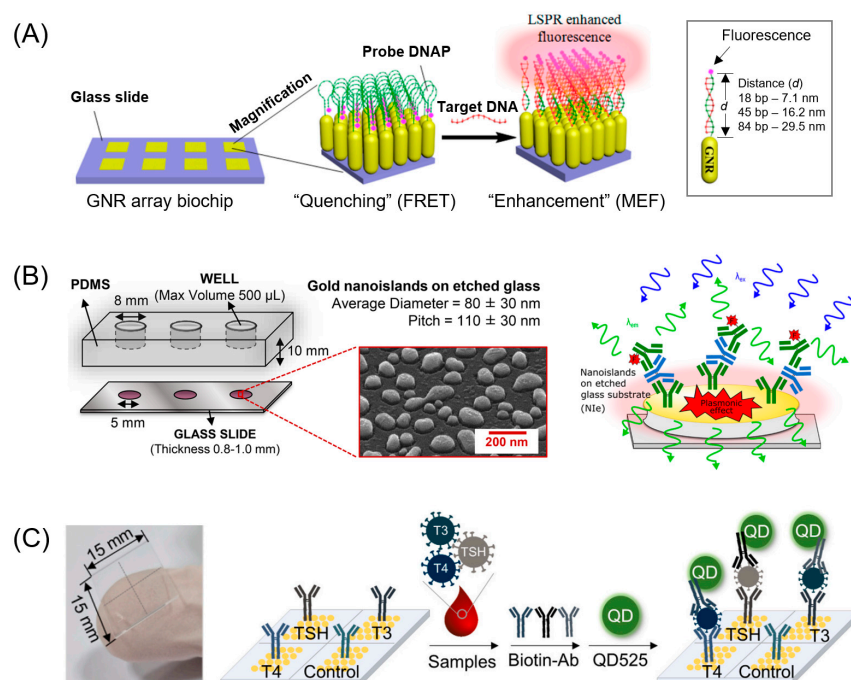 (A)
LSPR enhanced
fluorescence
Probe DNAP
Glass slide
Magnification
Target DNA
GNR array biochip
“Quenching” (FRET)
“Enhancement” (MEF)
Fluorescence
d
Distance (d)
18 bp – 7.1 nm
45 bp – 16.2 nm
84 bp – 29.5 nm
GNR
(B)
PDMS
WELL
(Max Volume 500 µL)
8 mm
10 mm
5 mm
GLASS SLIDE
(Thickness 0.8-1.0 mm)
Gold nanoislands on etched glass
Average Diameter = 80 ± 30 nm
Pitch = 110 ± 30 nm
200 nm
λex
λem
λem
Nanoislands
on etched
glass substrate
(NIe)
Plasmonic
effect
(C)
15 mm
15 mm
TSH
T3
T4
Control
T3
TSH
T4
Samples
Biotin-Ab
QD
QD525
QD
QD
QD
TSH
T3
T4
Control